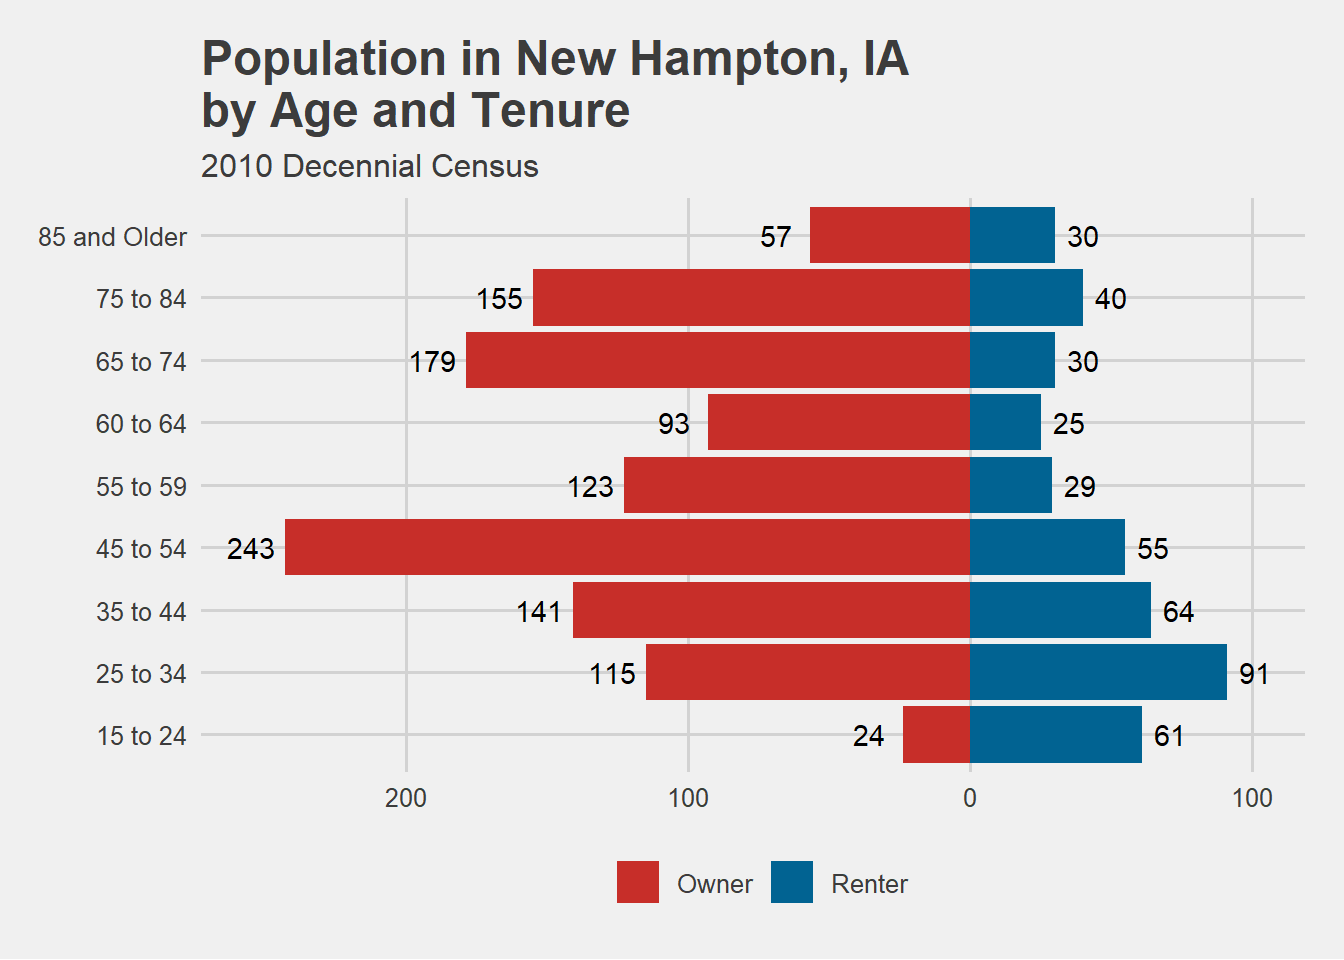 Population in New Hampton, IA
by Age and Tenure
2010 Decennial Census
85 and Older 57 30
75 to 84 155 40
65 to 74 179 30
60 to 64 93 25
55 to 59 123 29
45 to 54 243 55
35 to 44 141 64
25 to 34 115 91
15 to 24 24 61
200 100 0 100
Owner Renter